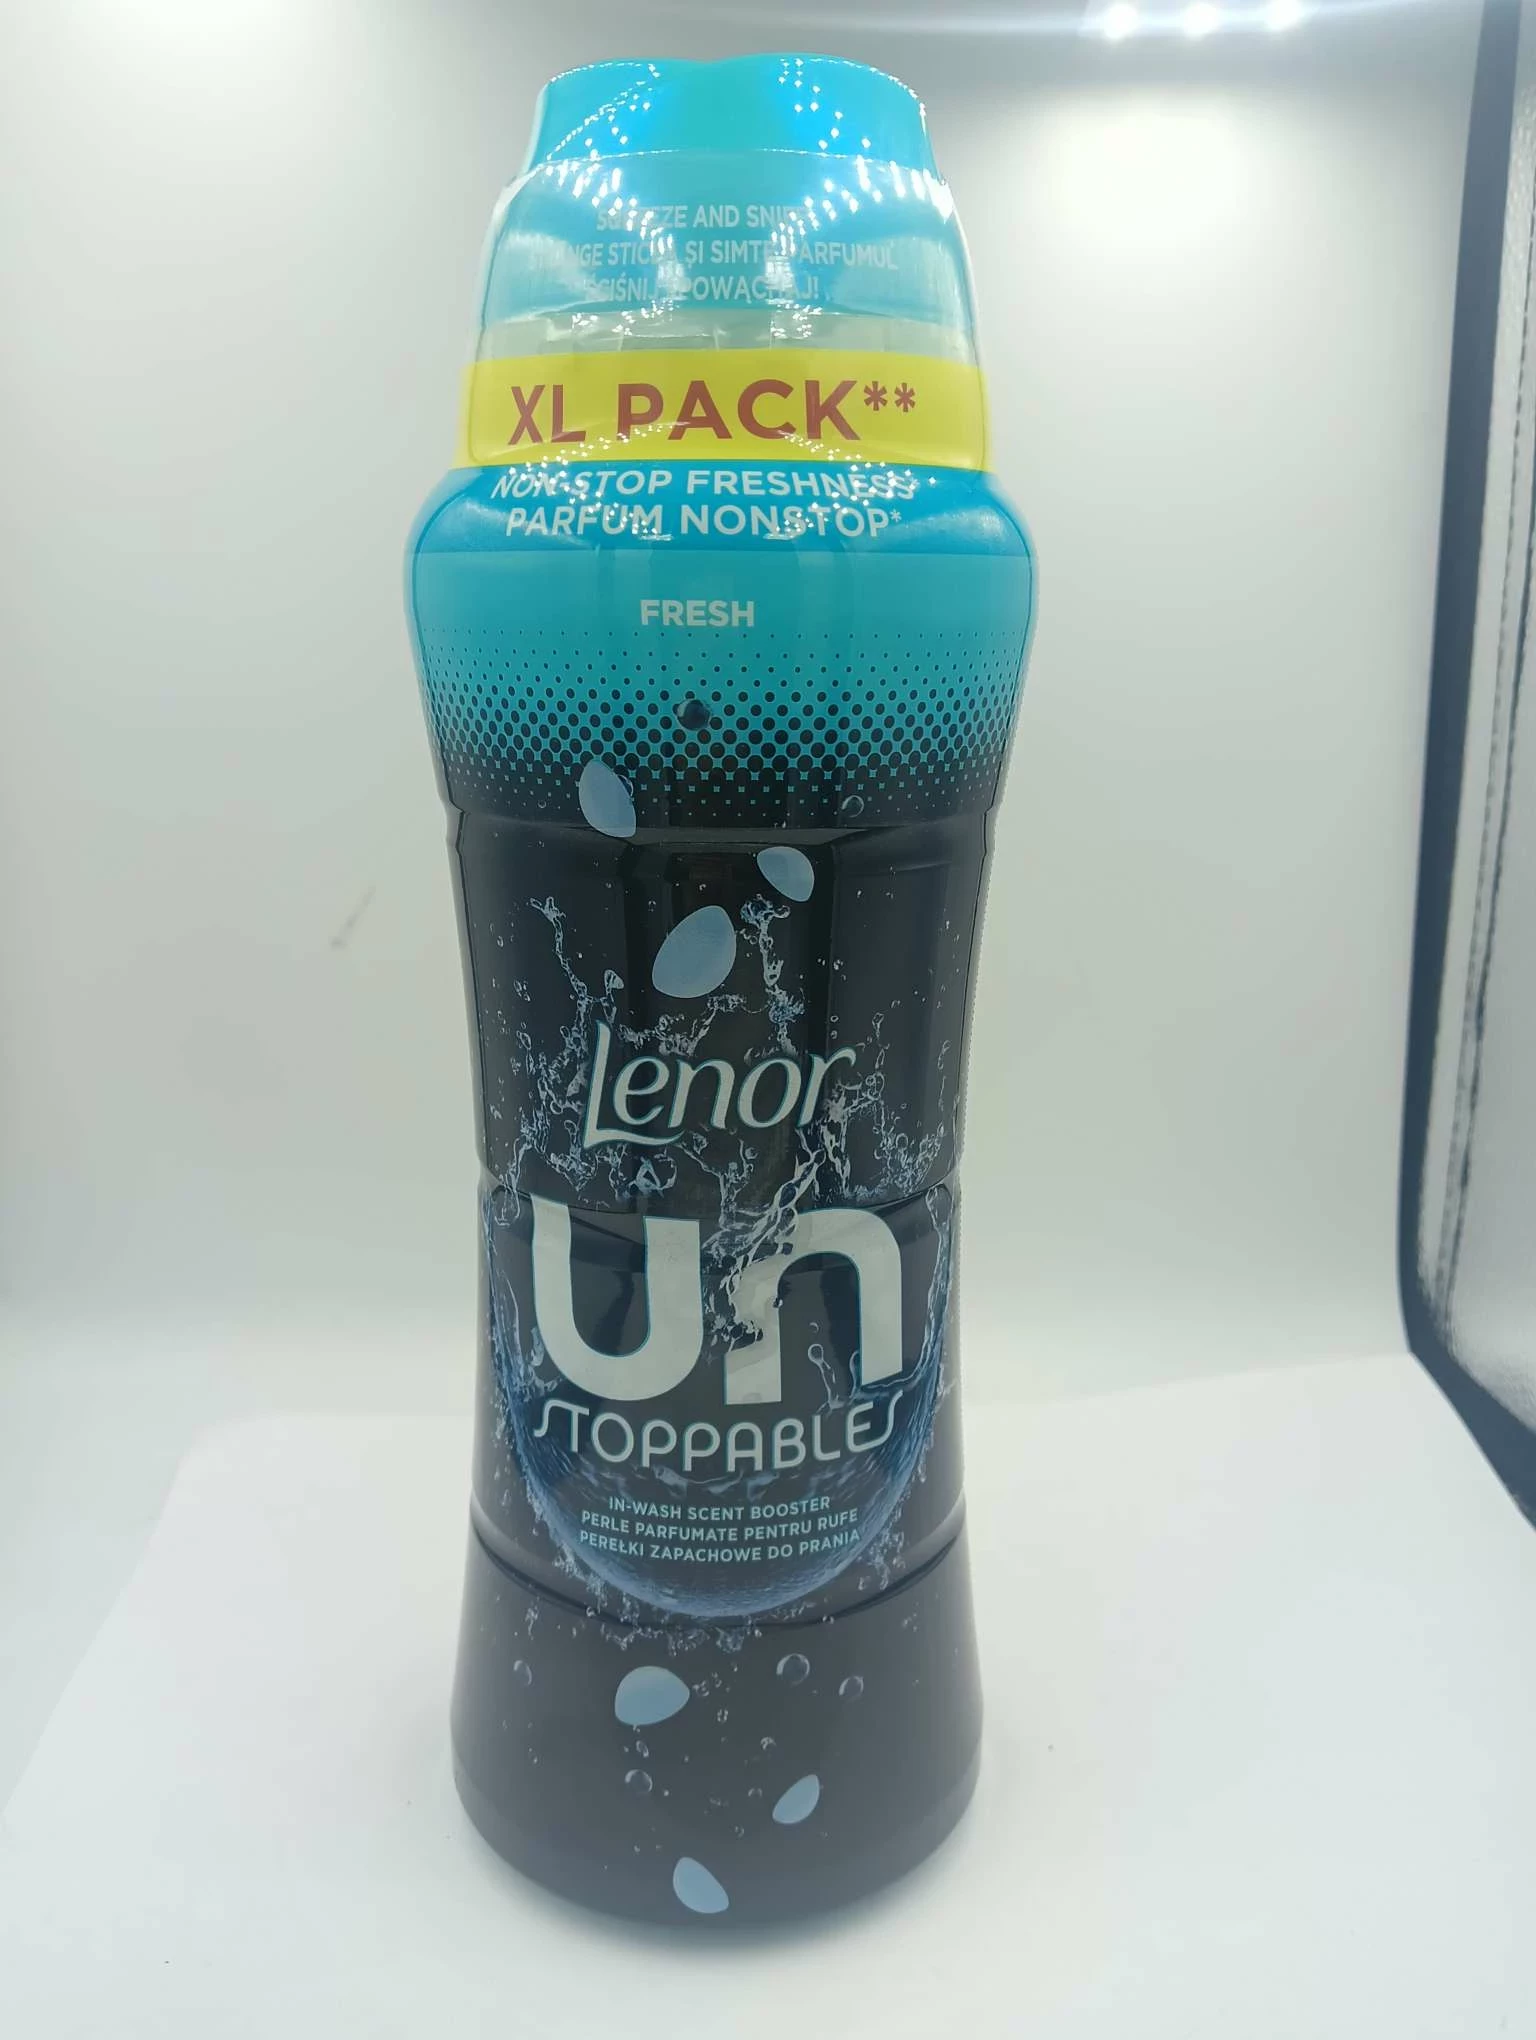 SQUEEZE AND SNIFF
STICLA ȘI SIMTE PARFUMUL
ŚCIŚNIJ I POWĄCHAJ!
XL PACK**
NON-STOP FRESHNESS*
PARFUM NONSTOP*
FRESH
Lenor
un
STOPPABLES
IN-WASH SCENT BOOSTER
PERLE PARFUMATE PENTRU RUFE
PEREŁKI ZAPACHOWE DO PRANIA